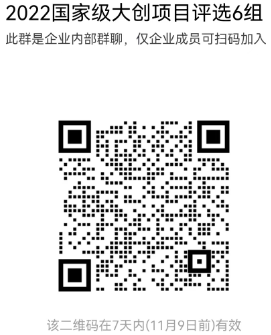 2022国家级大创项目评选6组
此群是企业内部群聊，仅企业成员可扫码加入
该二维码在7天内(11月9日前)有效